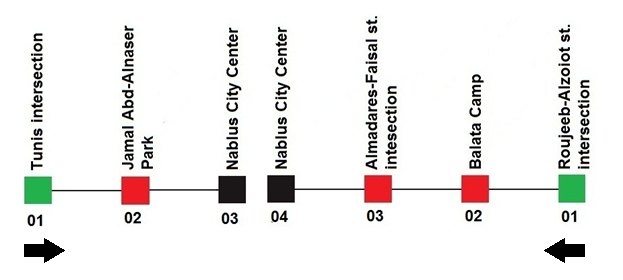 Tunis intersection
Jamal Abd-Alnaser
Park
Nablus City Center
Nablus City Center
Almadares-Faisal st.
intesection
Balata Camp
Roujeeb-Alzoiot st.
intersection
01
02
03
04
03
02
01